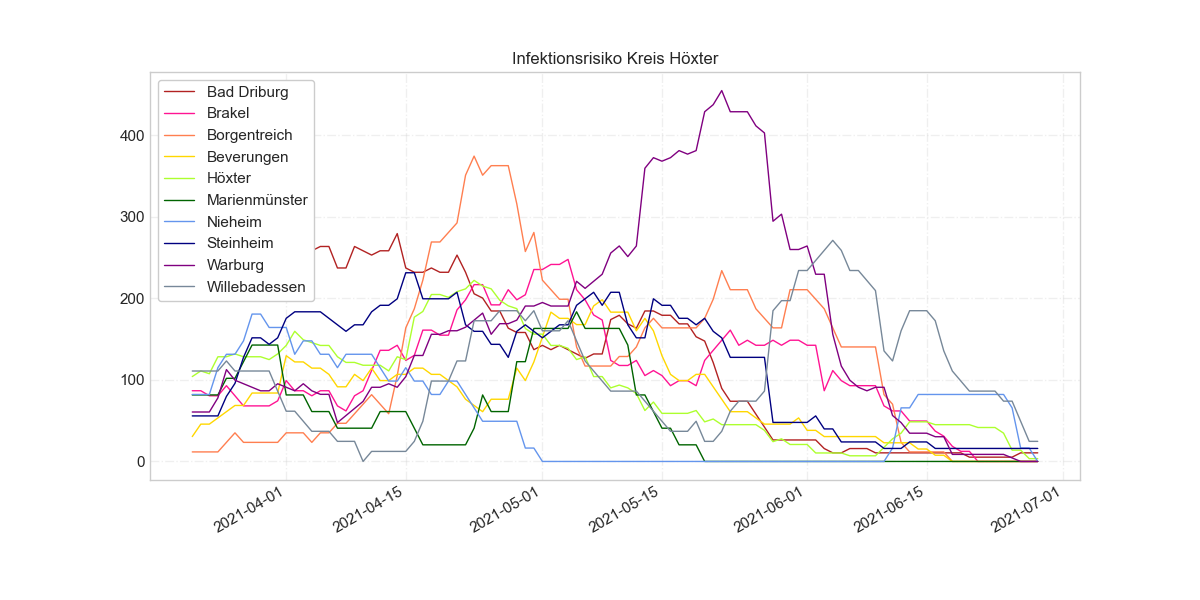 Infektionsrisiko Kreis Höxter
Bad Driburg
Brakel
Borgentreich
Beverungen
Höxter
Marienmünster
Nieheim
Steinheim
Warburg
Willebadessen
400
300
200
100
0
2021-04-01
2021-04-15
2021-05-01
2021-05-15
2021-06-01
2021-06-15
2021-07-01